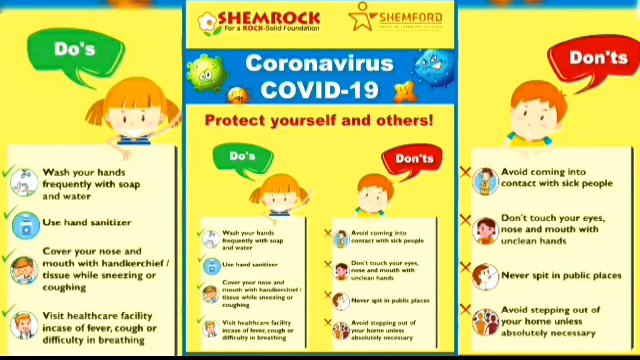 Do's
Wash your hands
frequently with soap
and water
Use hand sanitizer
Cover your nose and
mouth with handkerchief /
tissue while sneezing or
coughing
Visit healthcare facility
incase of fever, cough or
difficulty in breathing
SHEMROCK
For a ROCK-Solid Foundation
SHEMFORD
Coronavirus
COVID-19
Protect yourself and others!
Do's
Wash your hands
frequently with soap
and water
Use hand sanitizer
Cover your nose and
mouth with handkerchief /
tissue while sneezing or
coughing
Visit healthcare facility
incase of fever, cough or
difficulty in breathing
Don'ts
Avoid coming into
contact with sick people
Don't touch your eyes,
nose and mouth with
unclean hands
Never spit in public places
Avoid stepping out of
your home unless
absolutely necessary
Don'ts
Avoid coming into
contact with sick people
Don't touch your eyes,
nose and mouth with
unclean hands
Never spit in public places
Avoid stepping out of
your home unless
absolutely necessary